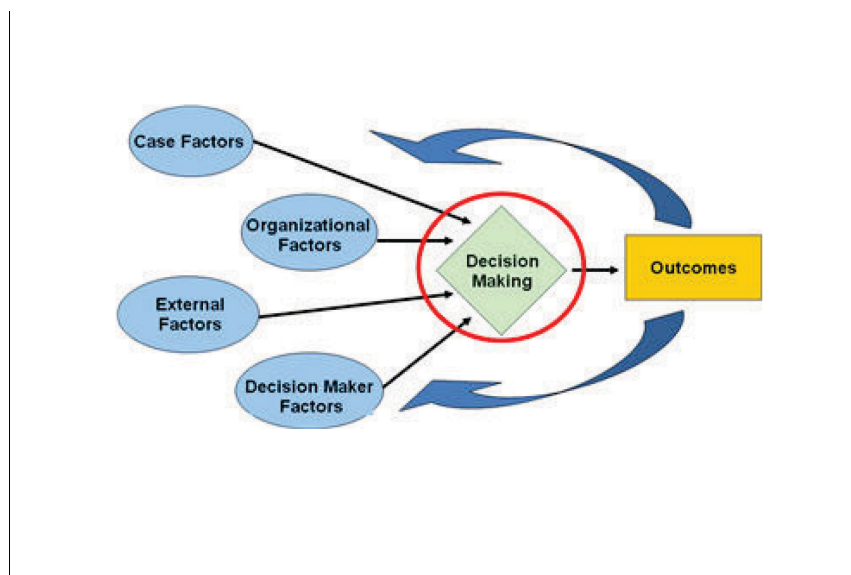 Case Factors
Organizational
Factors
Decision
Making
Outcomes
External
Factors
Decision Maker
Factors